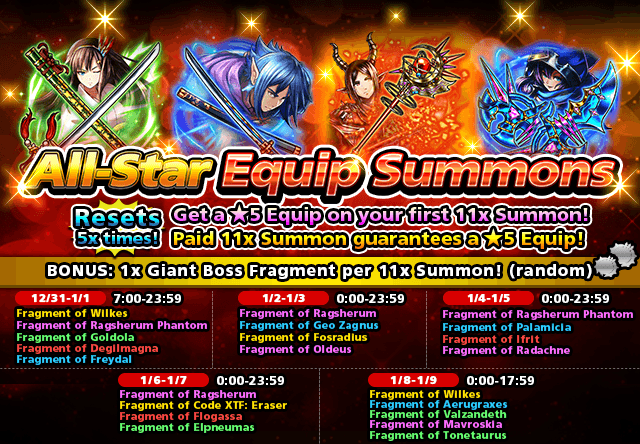 All-Star Equip Summons
Resets
5x times!
Get a ★5 Equip on your first 11x Summon!
Paid 11x Summon guarantees a ★5 Equip!
BONUS: 1x Giant Boss Fragment per 11x Summon! (random)
12/31-1/1 7:00-23:59
Fragment of Wilkes
Fragment of Ragsherum Phantom
Fragment of Goldola
Fragment of Degilmagna
Fragment of Freydal
1/2-1/3 0:00-23:59
Fragment of Ragsherum
Fragment of Geo Zagnus
Fragment of Fosradius
Fragment of Oldeus
1/4-1/5 0:00-23:59
Fragment of Ragsherum Phantom
Fragment of Palamicia
Fragment of Ifrit
Fragment of Radachne
1/6-1/7 0:00-23:59
Fragment of Ragsherum
Fragment of Code XTF: Eraser
Fragment of Flogassa
Fragment of Elpneumas
1/8-1/9 0:00-17:59
Fragment of Wilkes
Fragment of Aerugraxes
Fragment of Valzandeth
Fragment of Mavroskia
Fragment of Tonetaurus